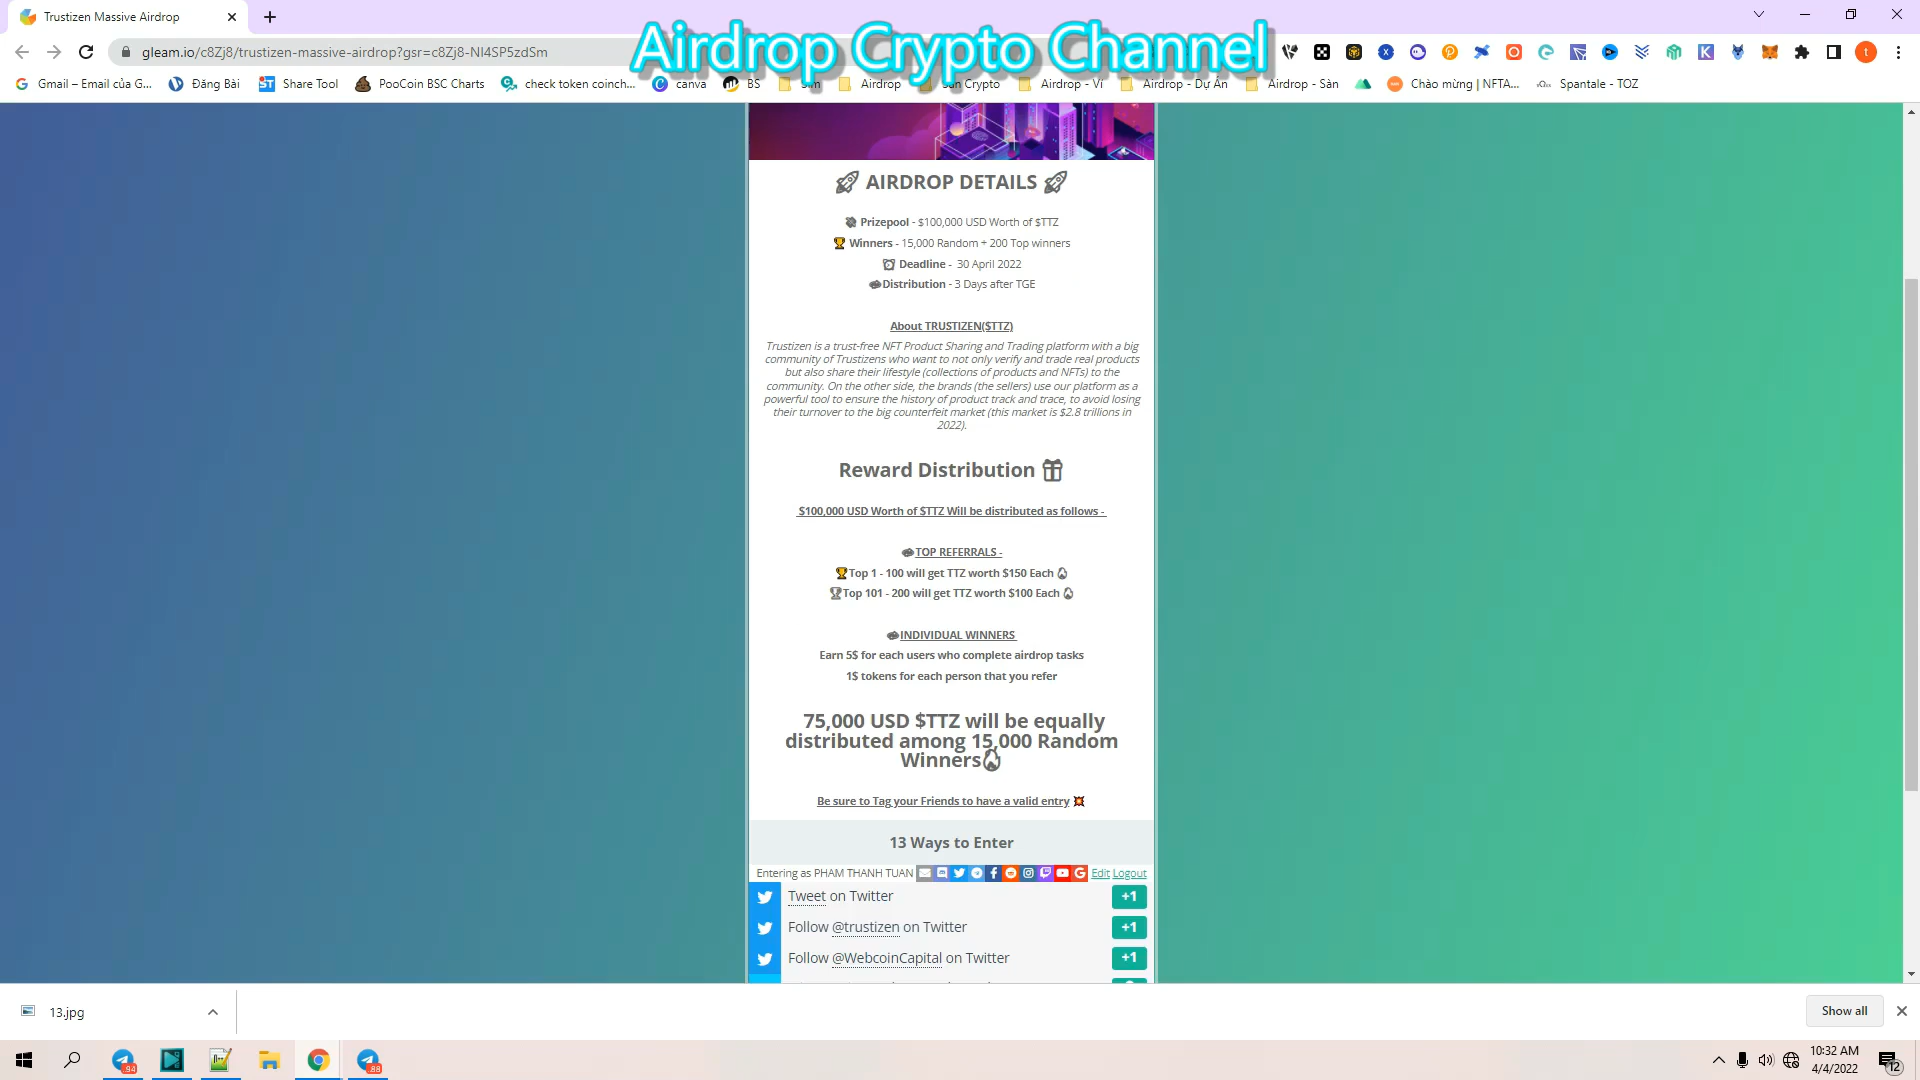 Trustizen Massive Airdrop
gleam.io/c8Zj8/trustizen-massive-airdrop?gsr=c8Zj8-NI4SP5zdSm
Airdrop Crypto Channel
Gmail – Email của G...
Đăng Bài
Share Tool
PooCoin BSC Charts
check token coinch...
canva
BS
Sim
Airdrop
Sàn Crypto
Airdrop - Ví
Airdrop - Dự Án
Airdrop - Sàn
Chào mừng | NFTA...
Spantale - TOZ
AIRDROP DETAILS
Prizepool - $100,000 USD Worth of $TTZ
Winners - 15,000 Random + 200 Top winners
Deadline - 30 April 2022
Distribution - 3 Days after TGE
About TRUSTIZEN($TTZ)
Trustizen is a trust-free NFT Product Sharing and Trading platform with a big
community of Trustizens who want to not only verify and trade real products
but also share their lifestyle (collections of products and NFTs) to the
community. On the other side, the brands (the sellers) use our platform as a
powerful tool to ensure the history of product track and trace, to avoid losing
their turnover to the big counterfeit market (this market is $2.8 trillions in
2022).
Reward Distribution
$100,000 USD Worth of $TTZ Will be distributed as follows -
TOP REFERRALS -
Top 1 - 100 will get TTZ worth $150 Each
Top 101 - 200 will get TTZ worth $100 Each
INDIVIDUAL WINNERS
Earn 5$ for each users who complete airdrop tasks
1$ tokens for each person that you refer
75,000 USD $TTZ will be equally
distributed among 15,000 Random
Winners
Be sure to Tag your Friends to have a valid entry
13 Ways to Enter
Entering as PHAM THANH TUAN
Edit Logout
Tweet on Twitter +1
Follow @trustizen on Twitter +1
Follow @WebcoinCapital on Twitter +1
13.jpg
Show all
94
88
10:32 AM
4/4/2022
12